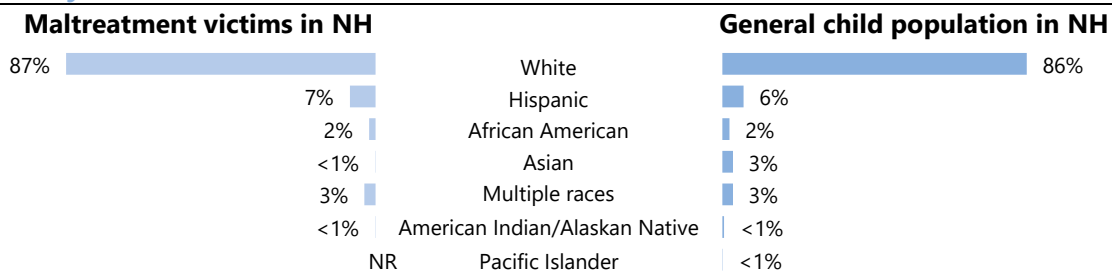 Maltreatment victims in NH General child population in NH
87% White 86%
7% Hispanic 6%
2% African American 2%
<1% Asian 3%
3% Multiple races 3%
<1% American Indian/Alaskan Native <1%
NR Pacific Islander <1%